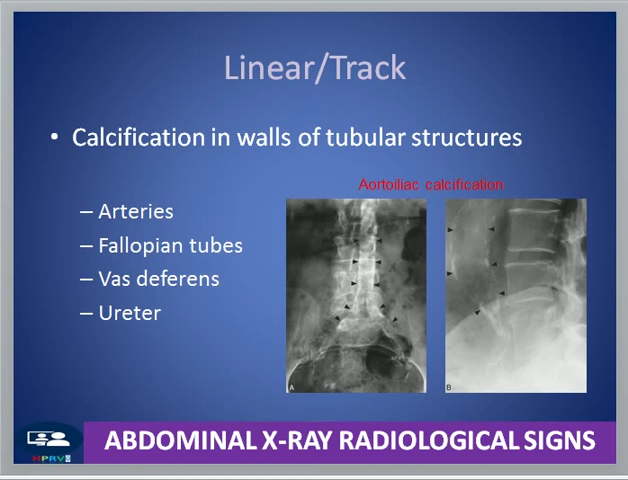 Linear/Track
• Calcification in walls of tubular structures
Aortoiliac calcification
– Arteries
– Fallopian tubes
– Vas deferens
– Ureter
A
B
ABDOMINAL X-RAY RADIOLOGICAL SIGNS